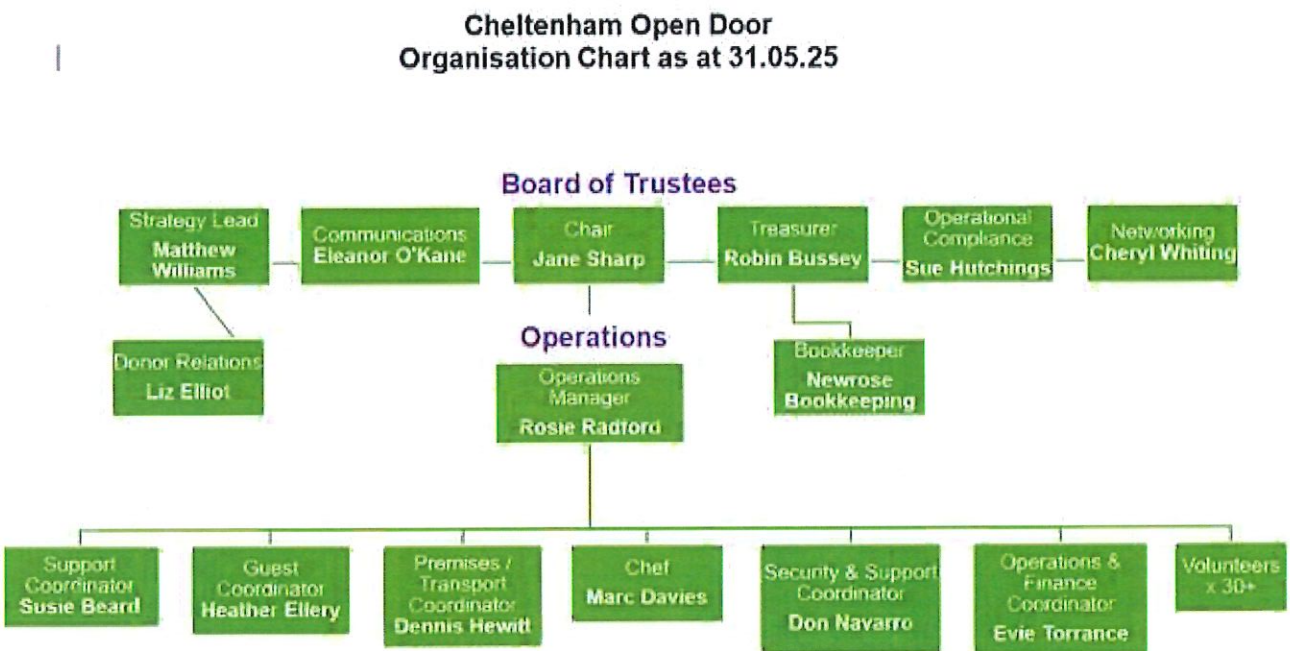 Cheltenham Open Door
Organisation Chart as at 31.05.25
Board of Trustees
Strategy Lead
Matthew
Williams
Communications
Eleanor O'Kane
Chair
Jane Sharp
Treasurer
Robin Bussey
Operational
Compliance
Sue Hutchings
Networking
Cheryl Whiting
Donor Relations
Liz Elliot
Operations
Operations
Manager
Rosie Radford
Bookkeeper
Newrose
Bookkeeping
Support
Coordinator
Susie Beard
Guest
Coordinator
Heather Ellery
Premises /
Transport
Coordinator
Dennis Hewitt
Chef
Marc Davies
Security & Support
Coordinator
Don Navarro
Operations &
Finance
Coordinator
Evie Torrance
Volunteers
x 30+